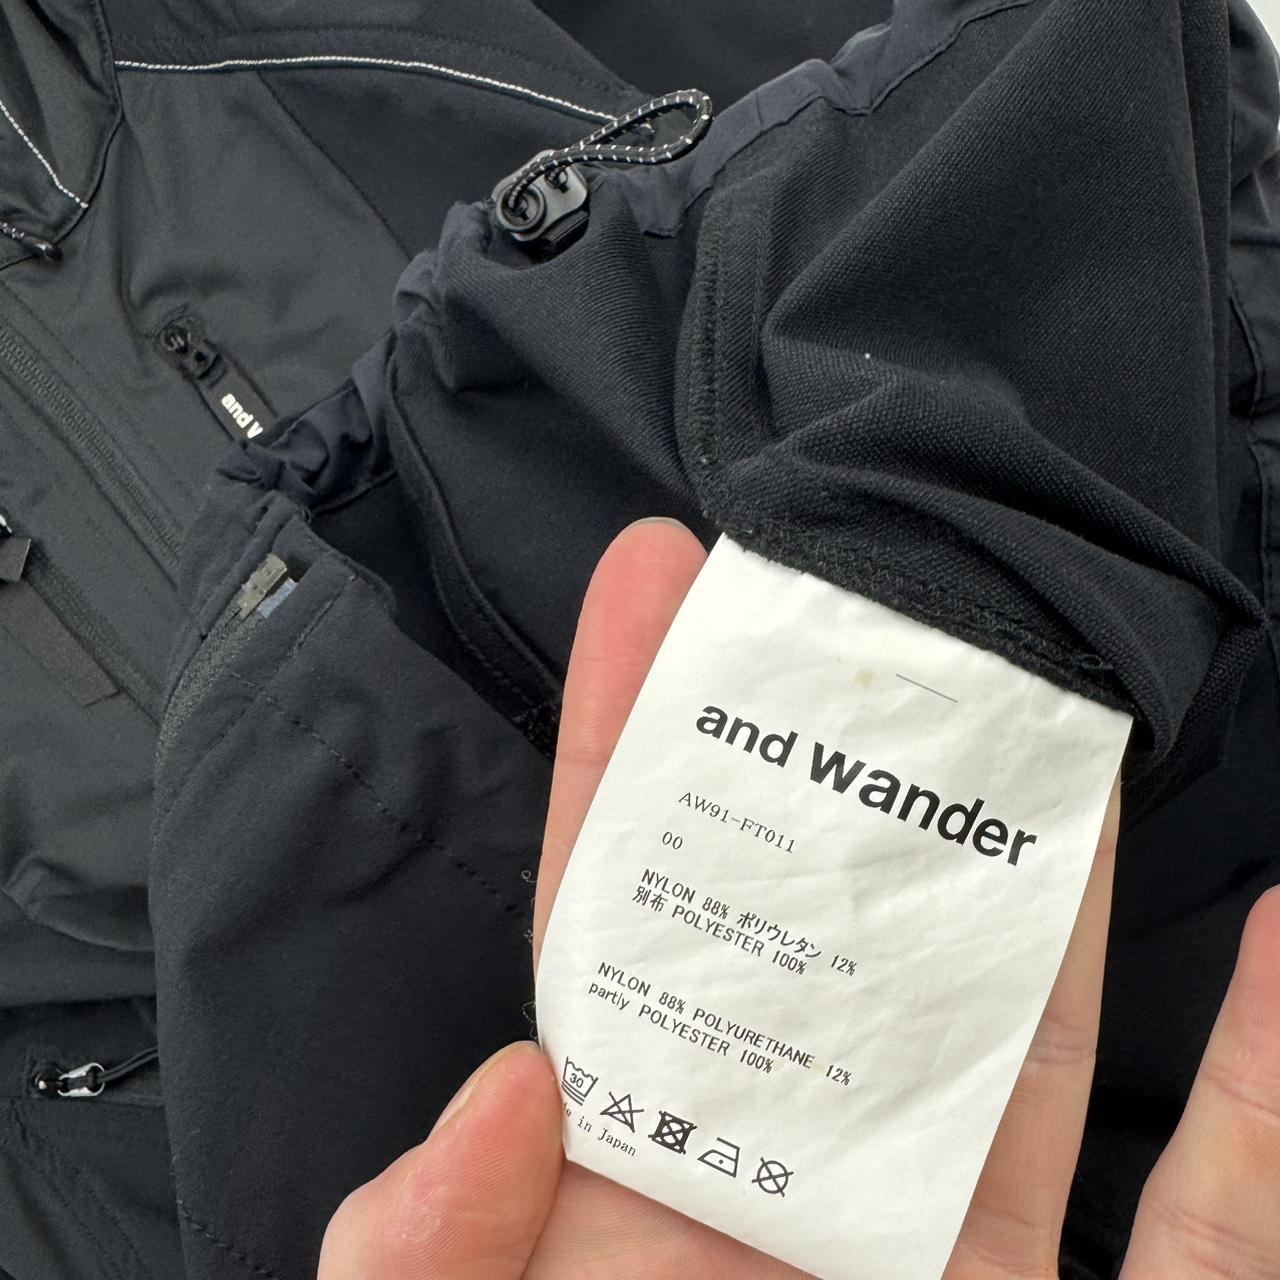 and
and wander
AW91-FT011
00
NYLON 88% ポリウレタン 12%
別布 POLYESTER 100%
NYLON 88% POLYURETHANE 12%
partly POLYESTER 100%
30
in Japan